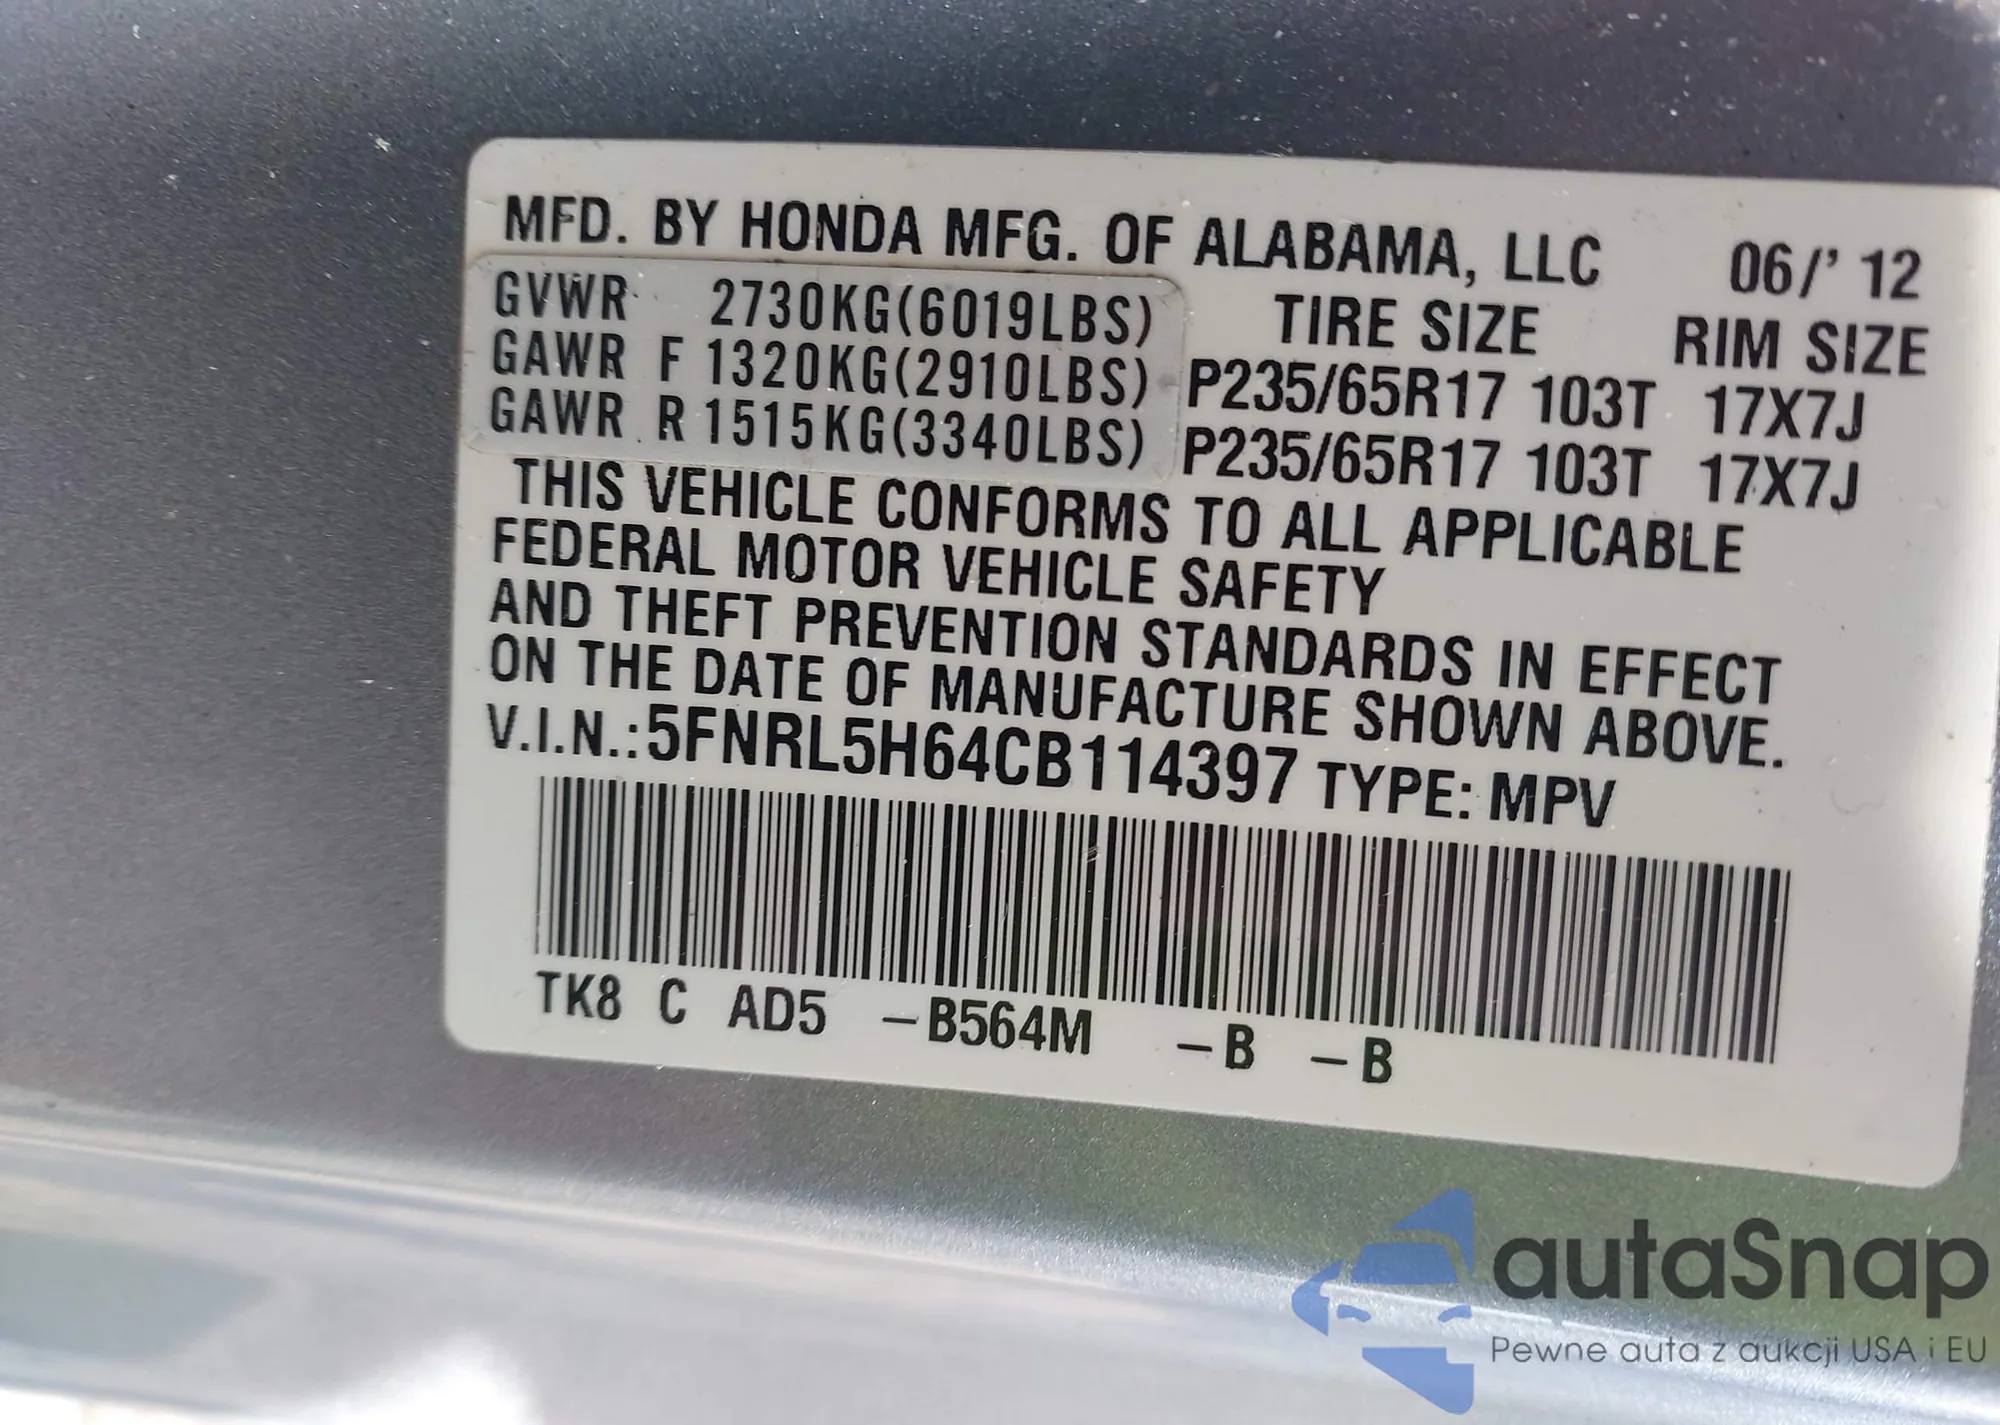 MFD. BY HONDA MFG. OF ALABAMA, LLC 06/' 12
GVWR 2730KG(6019LBS) TIRE SIZE RIM SIZE
GAWR F 1320KG(2910LBS) P235/65R17 103T 17X7J
GAWR R 1515KG(3340LBS) P235/65R17 103T 17X7J
THIS VEHICLE CONFORMS TO ALL APPLICABLE
FEDERAL MOTOR VEHICLE SAFETY
AND THEFT PREVENTION STANDARDS IN EFFECT
ON THE DATE OF MANUFACTURE SHOWN ABOVE.
V.I.N.:5FNRL5H64CB114397 TYPE: MPV
TK8 C AD5 –B564M –B –B
autaSnap
Pewne auta z aukcji USA i EU